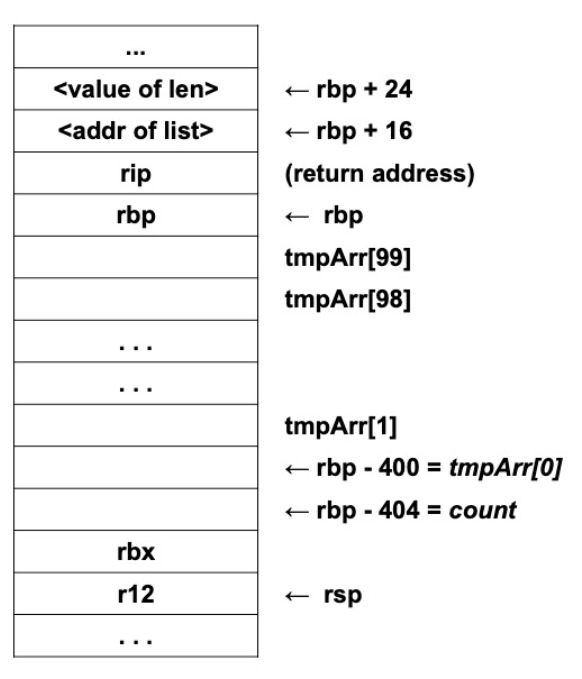 ...
<value of len> ← rbp + 24
<addr of list> ← rbp + 16
rip (return address)
rbp ← rbp
tmpArr[99]
tmpArr[98]
. . .
. . .
tmpArr[1]
← rbp - 400 = tmpArr[0]
← rbp - 404 = count
rbx
r12 ← rsp
. . .